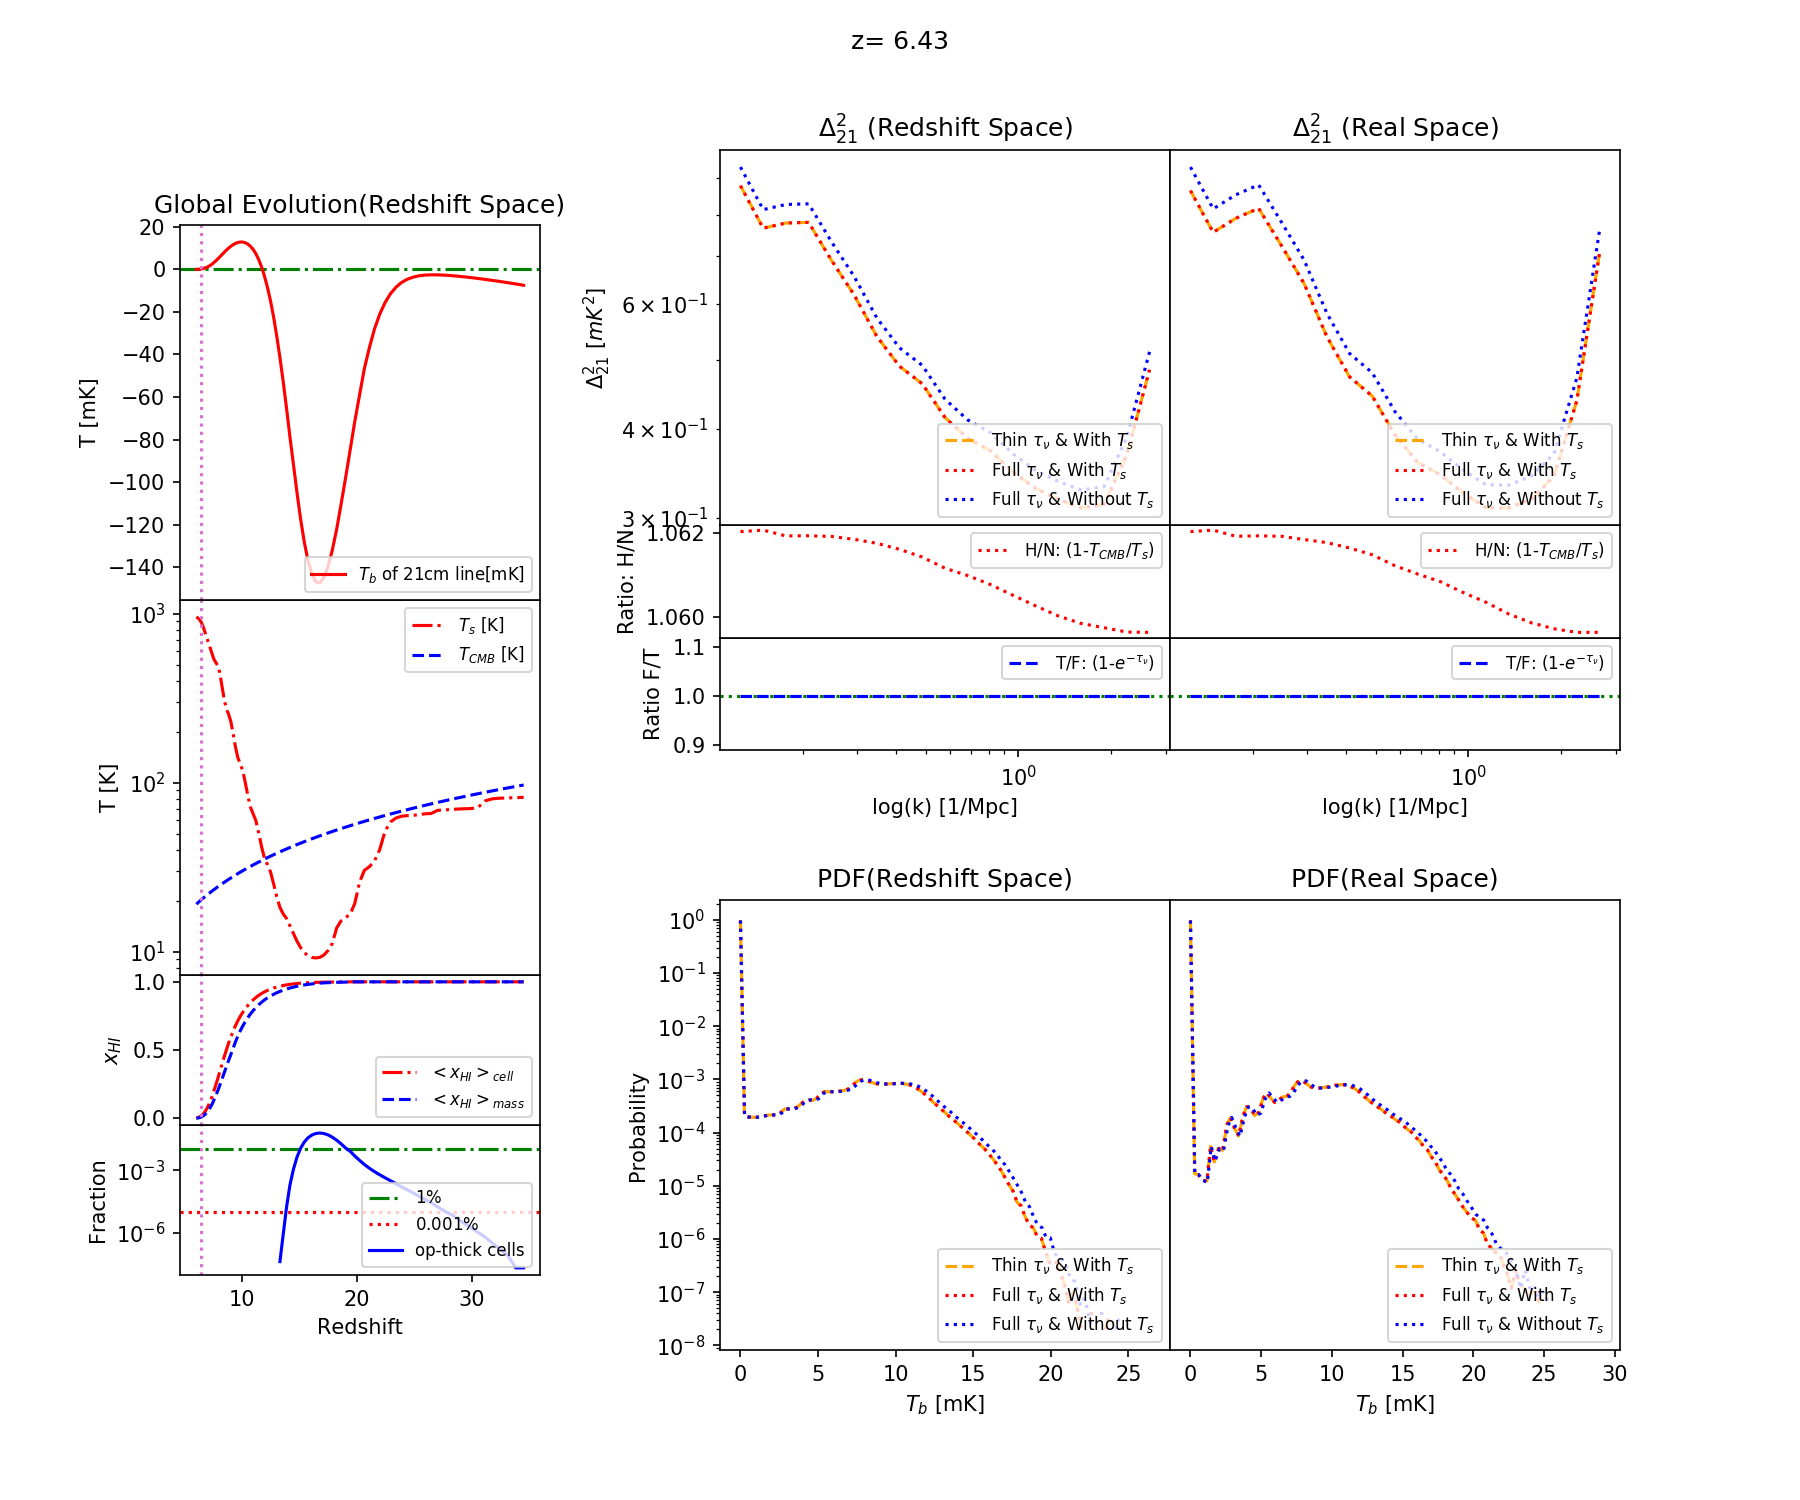 z= 6.43
Global Evolution(Redshift Space)
20
0
−20
−40
−60
−80
−100
−120
−140
T [mK]
T_b of 21cm line[mK]
10^3
10^2
10^1
T [K]
T_s [K]
T_CMB [K]
1.0
0.5
0.0
x_HI
< x_HI >_cell
< x_HI >_mass
10^−3
10^−6
Fraction
1%
0.001%
op-thick cells
10 20 30
Redshift
Δ^2_21 (Redshift Space)
Δ^2_21 (Real Space)
Δ^2_21 [mK^2]
6 × 10^−1
4 × 10^−1
3 × 10^−1
Thin τ_ν & With T_s
Full τ_ν & With T_s
Full τ_ν & Without T_s
Thin τ_ν & With T_s
Full τ_ν & With T_s
Full τ_ν & Without T_s
1.062
1.060
Ratio: H/N
H/N: (1-T_CMB/T_s)
H/N: (1-T_CMB/T_s)
1.1
1.0
0.9
Ratio F/T
T/F: (1-e^−τ_ν)
T/F: (1-e^−τ_ν)
10^0
10^0
log(k) [1/Mpc]
log(k) [1/Mpc]
PDF(Redshift Space)
PDF(Real Space)
10^0
10^−1
10^−2
10^−3
10^−4
10^−5
10^−6
10^−7
10^−8
Probability
Thin τ_ν & With T_s
Full τ_ν & With T_s
Full τ_ν & Without T_s
Thin τ_ν & With T_s
Full τ_ν & With T_s
Full τ_ν & Without T_s
0 5 10 15 20 25
0 5 10 15 20 25 30
T_b [mK]
T_b [mK]